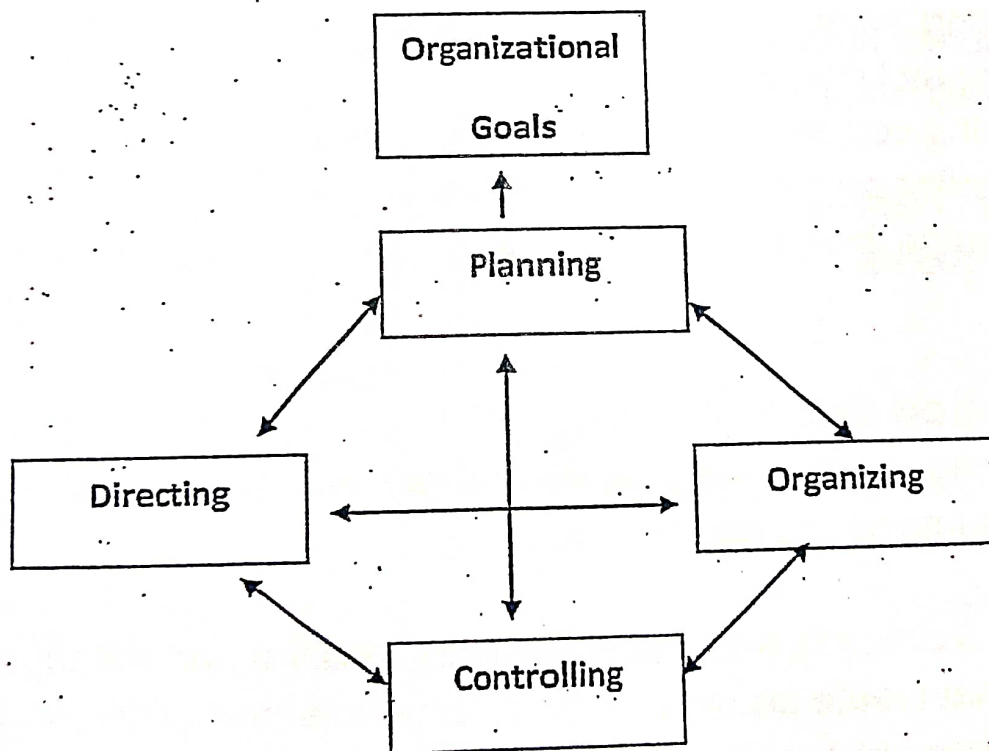 Organizational
Goals
Planning
Directing
Organizing
Controlling